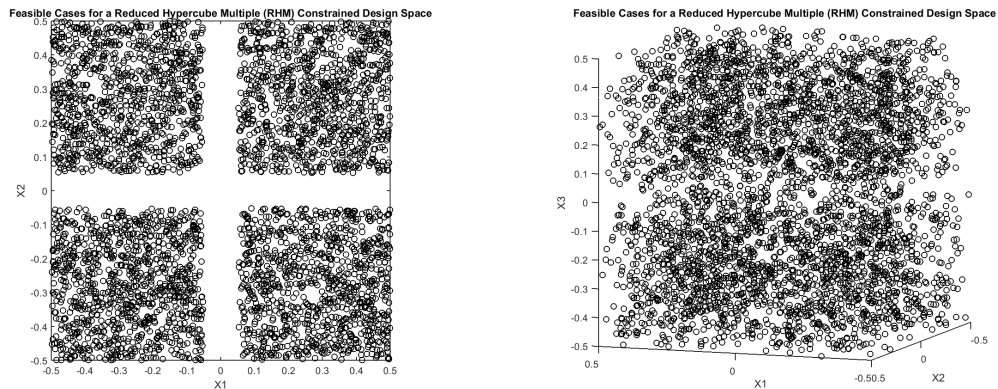 Feasible Cases for a Reduced Hypercube Multiple (RHM) Constrained Design Space
0.5
0.4
0.3
0.2
0.1
0
-0.1
-0.2
-0.3
-0.4
-0.5
X2
-0.5 -0.4 -0.3 -0.2 -0.1 0 0.1 0.2 0.3 0.4 0.5
X1
Feasible Cases for a Reduced Hypercube Multiple (RHM) Constrained Design Space
0.5
0.4
0.3
0.2
0.1
0
-0.1
-0.2
-0.3
-0.4
-0.5
X3
0.5 0 -0.5
X1
0.5 0 -0.5
X2